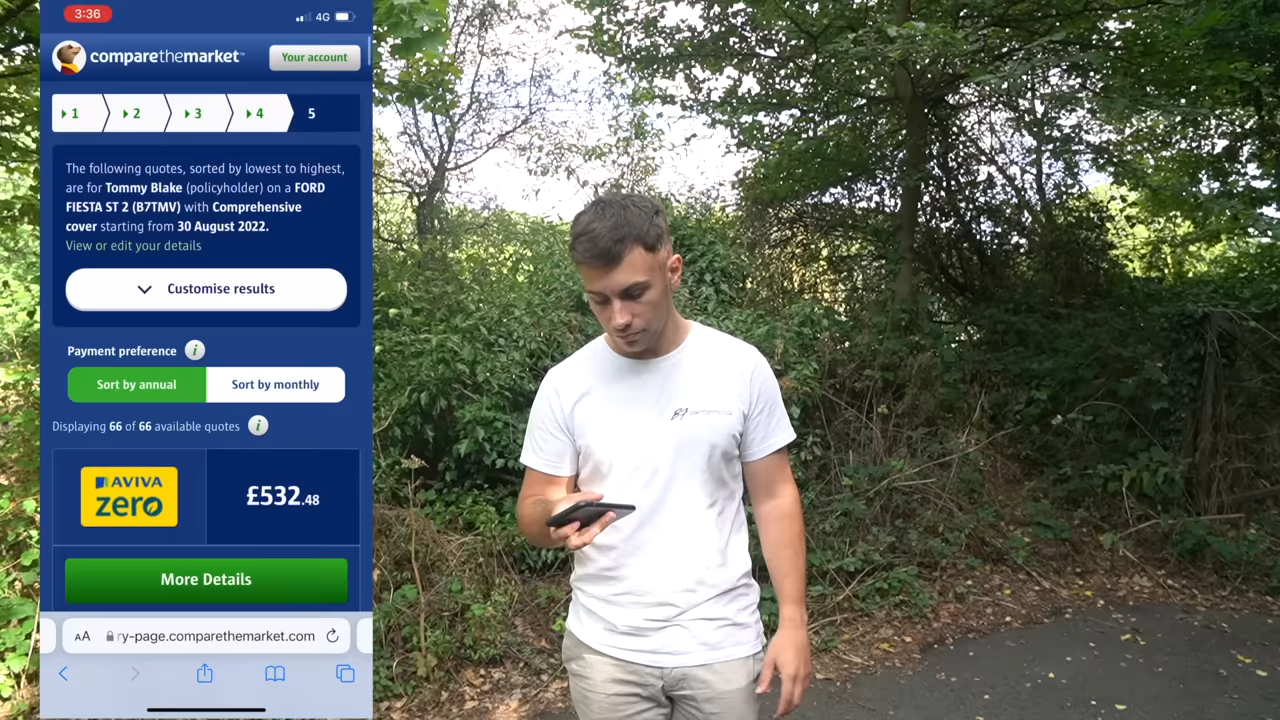 3:36
4G
comparethemarket™
Your account
1
2
3
4
5
The following quotes, sorted by lowest to highest,
are for Tommy Blake (policyholder) on a FORD
FIESTA ST 2 (B7TMV) with Comprehensive
cover starting from 30 August 2022.
View or edit your details
Customise results
Payment preference i
Sort by annual
Sort by monthly
Displaying 66 of 66 available quotes i
AVIVA
zero
£532.48
More Details
AA
ry-page.comparethemarket.com